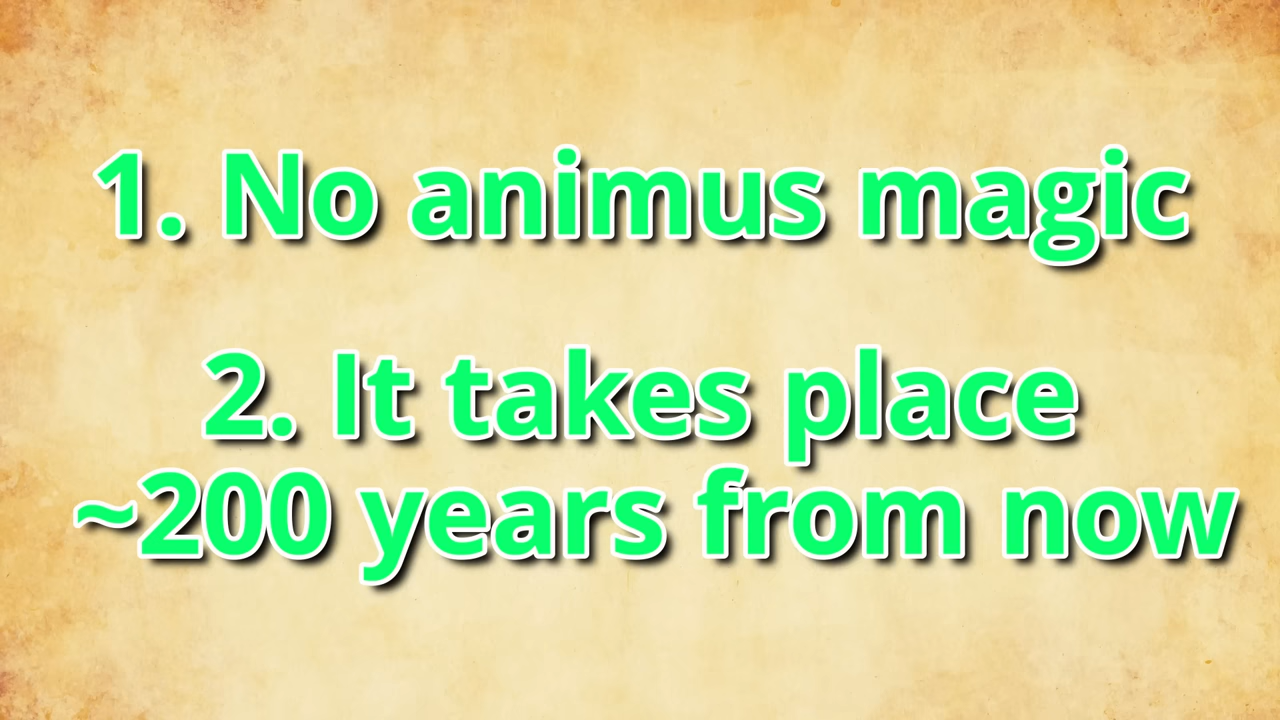 1. No animus magic
2. It takes place
~200 years from now